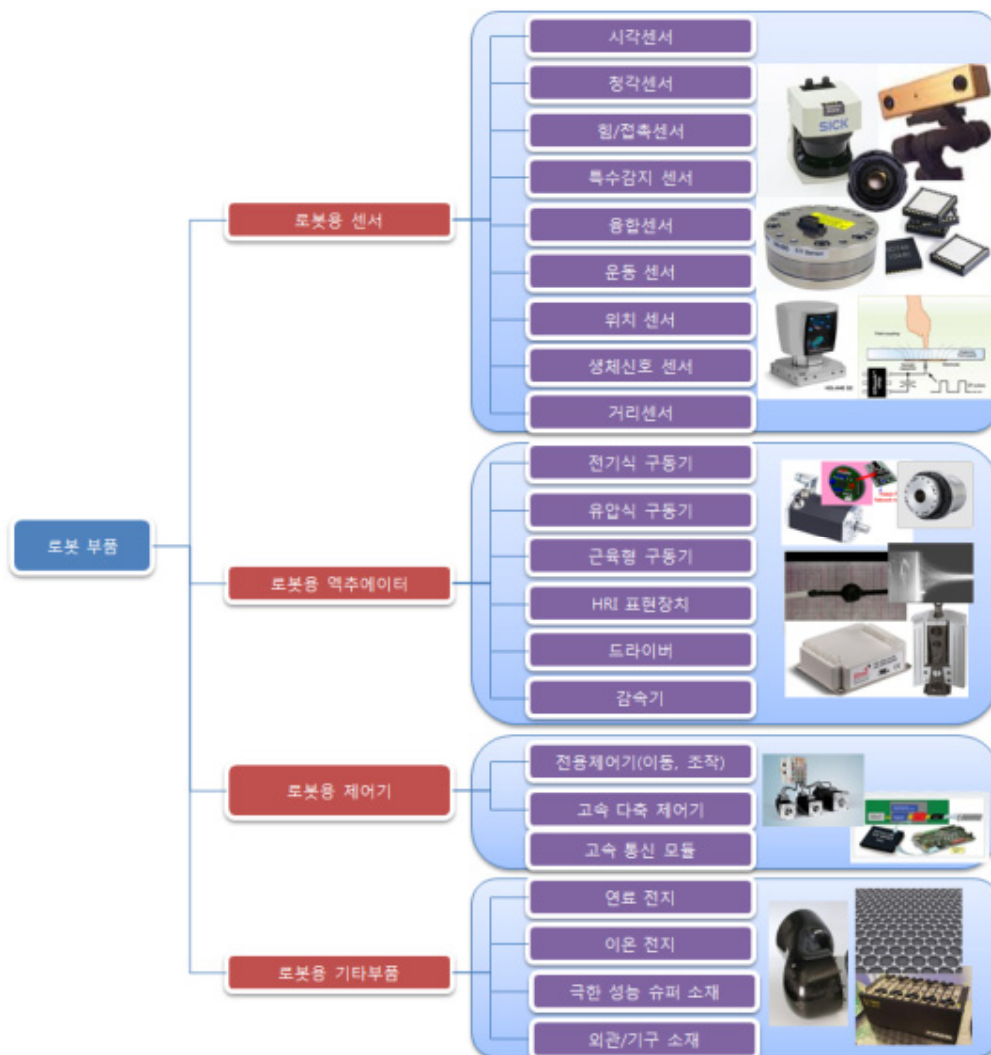 로봇 부품
로봇용 센서
시각센서
청각센서
힘/접촉센서
특수감지 센서
융합센서
운동 센서
위치 센서
생체신호 센서
거리센서
SICK
로봇용 액추에이터
전기식 구동기
유압식 구동기
근육형 구동기
HRI 표현장치
드라이버
감속기
로봇용 제어기
전용제어기(이동, 조작)
고속 다축 제어기
고속 통신 모듈
로봇용 기타부품
연료 전지
이온 전지
극한 성능 슈퍼 소재
외관/기구 소재